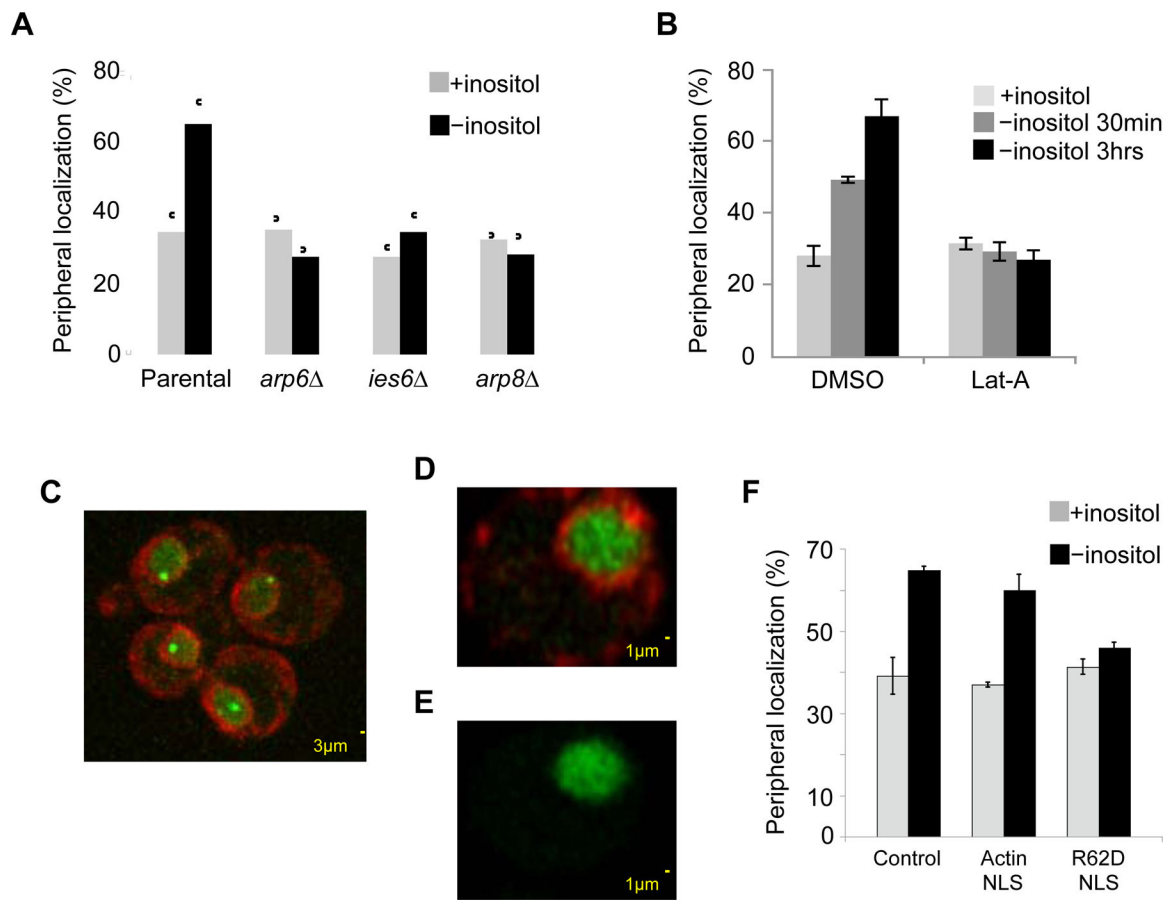 A
Peripheral localization (%)
80
60
40
20
0
+inositol
−inositol
Parental
arp6Δ
ies6Δ
arp8Δ
B
Peripheral localization (%)
80
60
40
20
0
+inositol
−inositol 30min
−inositol 3hrs
DMSO
Lat-A
C
3µm
D
1µm
E
1µm
F
Peripheral localization (%)
70
50
30
10
0
+inositol
−inositol
Control
Actin
NLS
R62D
NLS